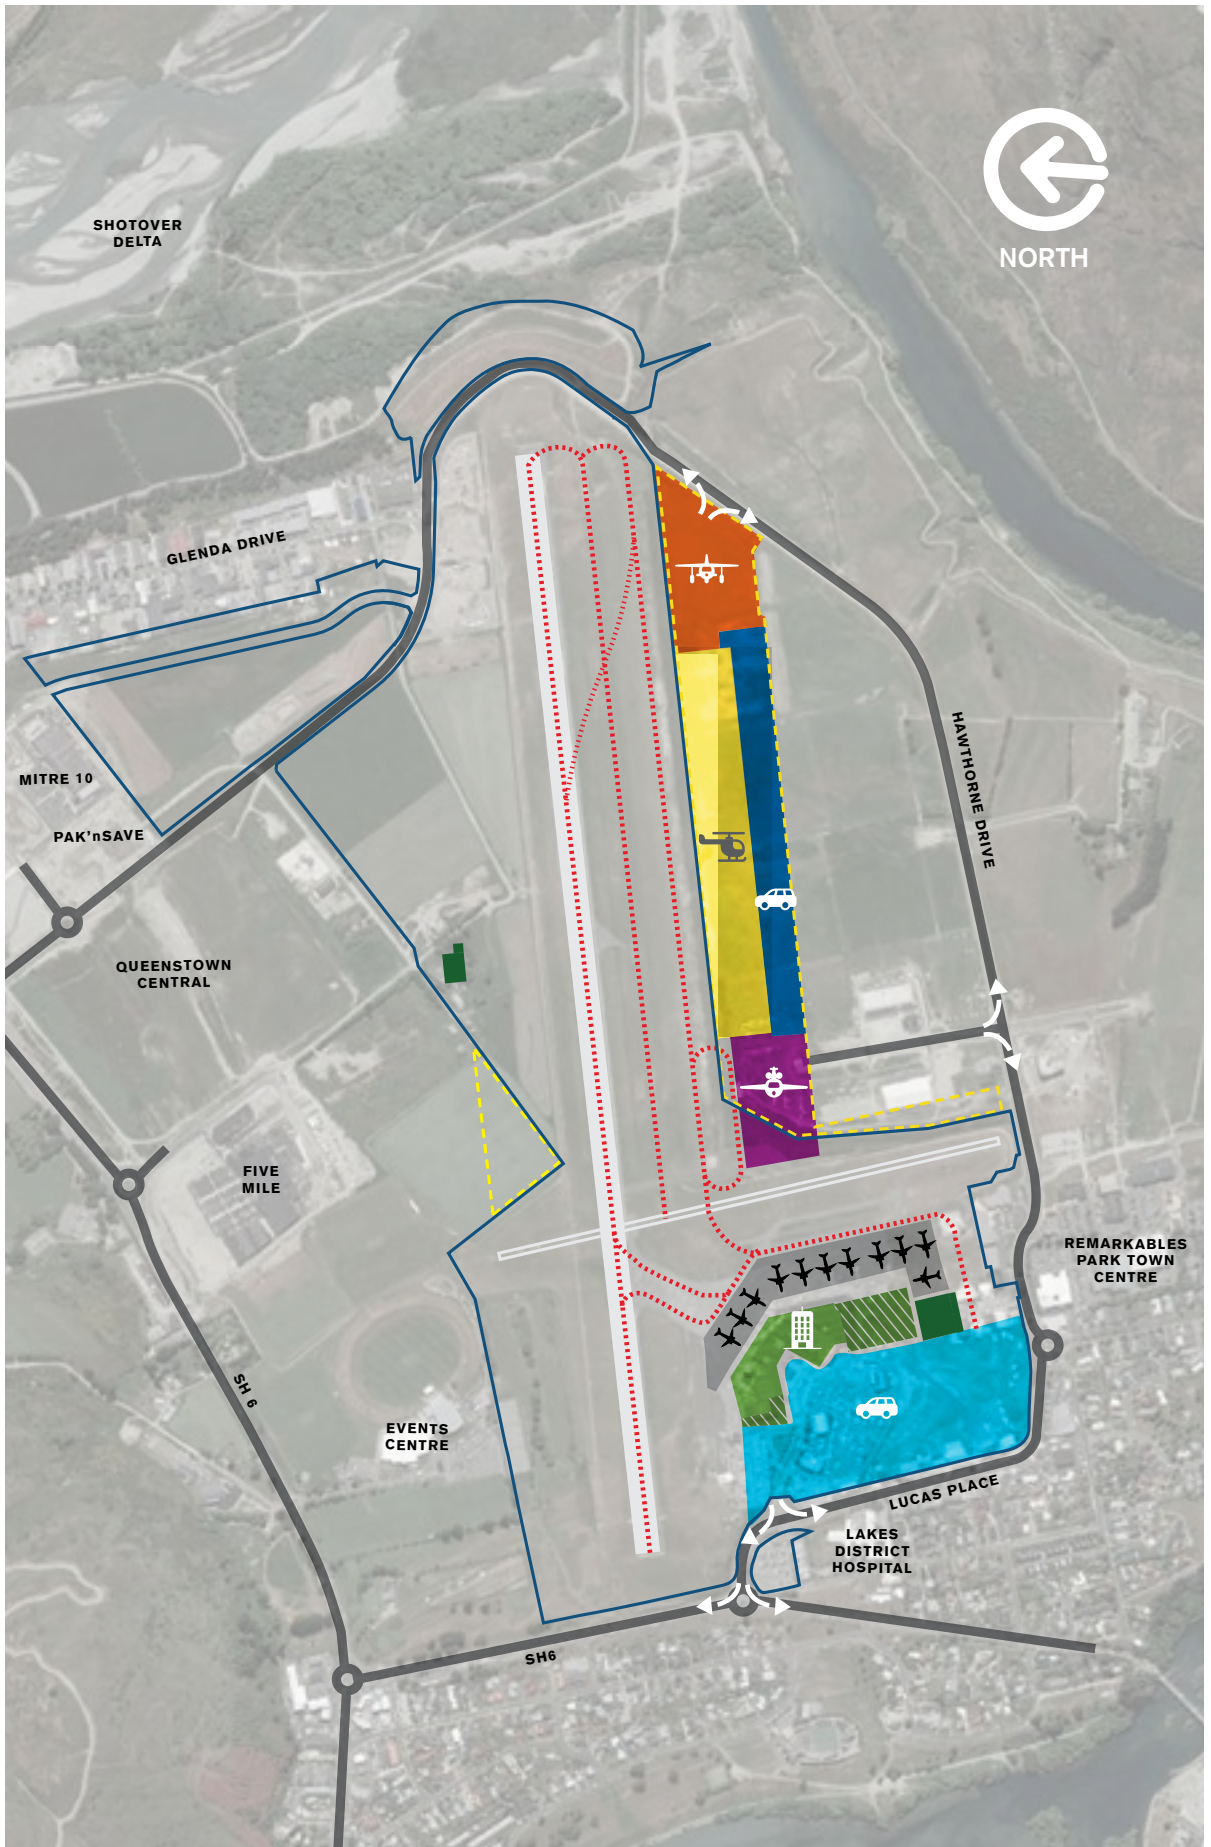 SHOTOVER
DELTA
NORTH
GLENDA DRIVE
HAWTHORNE DRIVE
MITRE 10
PAK'nSAVE
QUEENSTOWN
CENTRAL
FIVE
MILE
REMARKABLES
PARK TOWN
CENTRE
SH 6
EVENTS
CENTRE
LUCAS PLACE
LAKES
DISTRICT
HOSPITAL
SH6